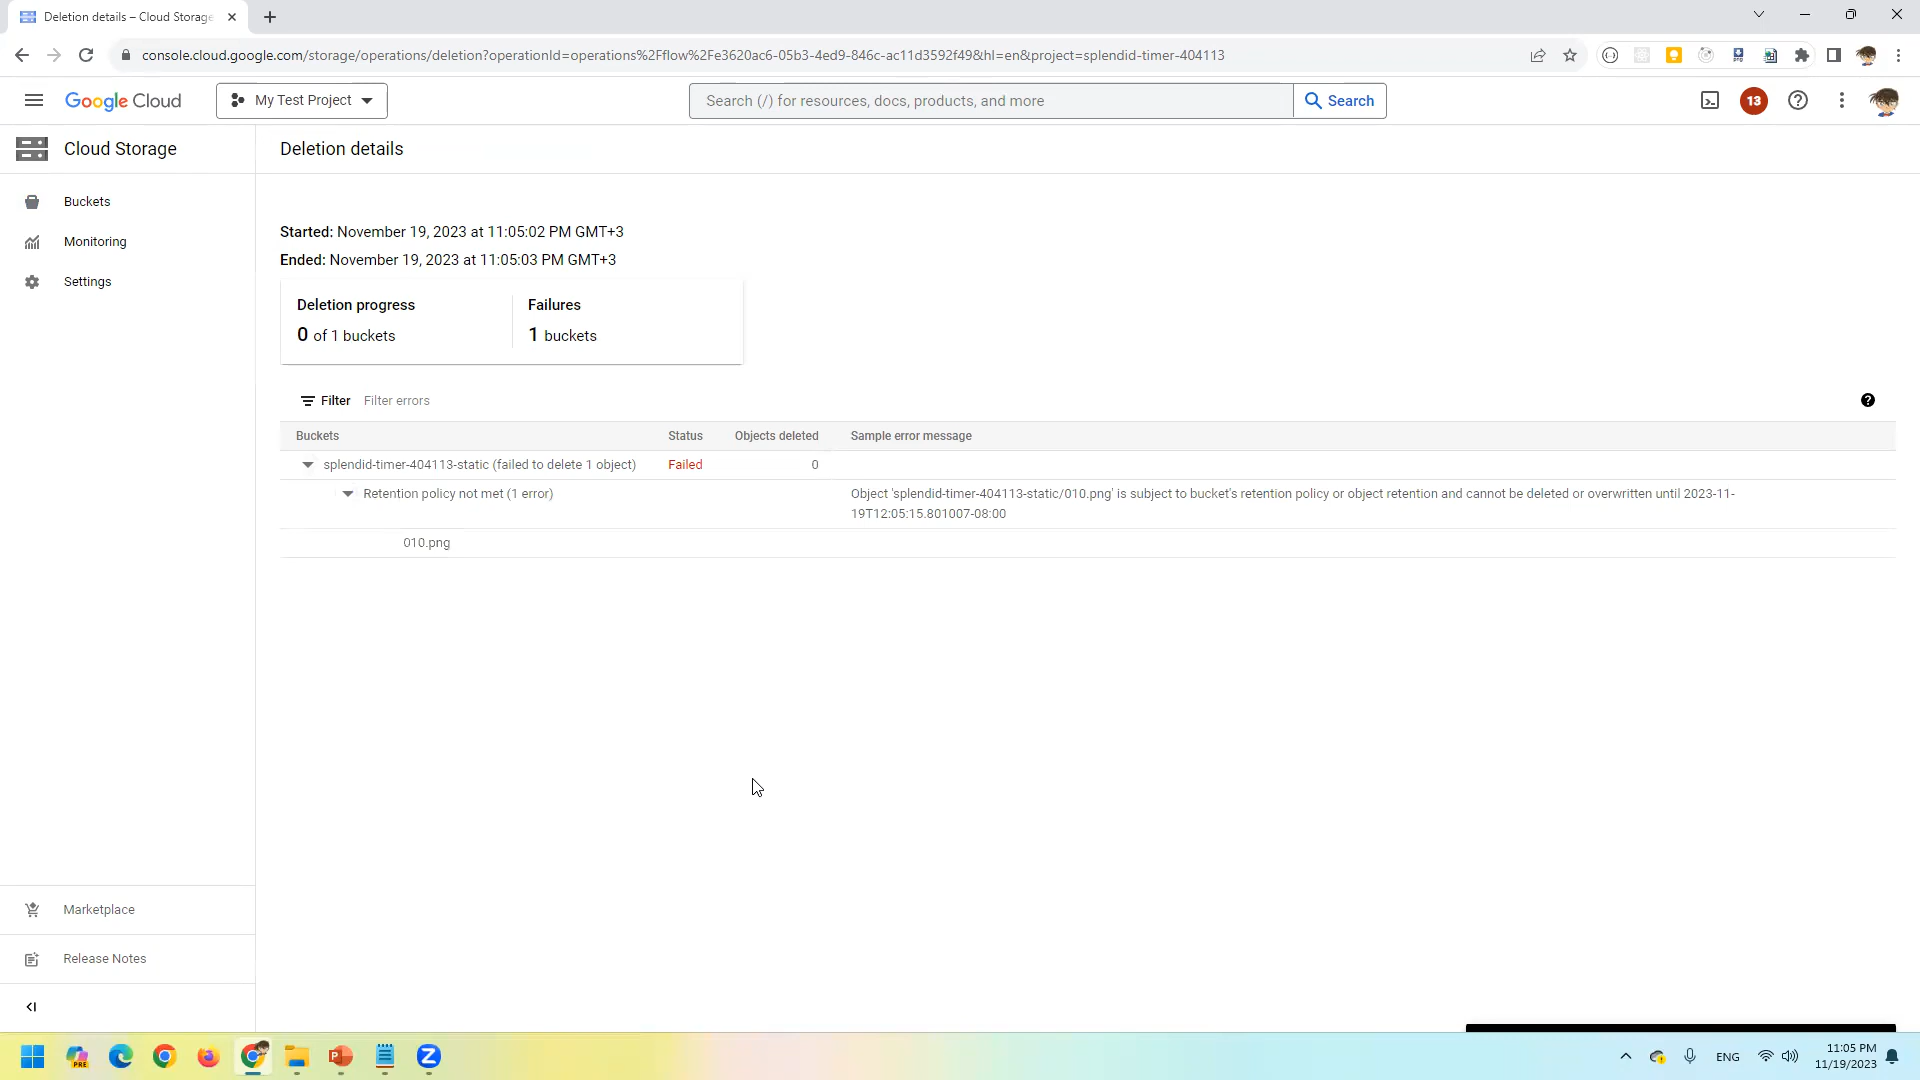 Deletion details – Cloud Storage
console.cloud.google.com/storage/operations/deletion?operationId=operations%2Fflow%2Fe3620ac6-05b3-4ed9-846c-ac11d3592f49&hl=en&project=splendid-timer-404113
Google Cloud
My Test Project
Search (/) for resources, docs, products, and more
Search
13
Cloud Storage
Deletion details
Buckets
Monitoring
Settings
Started: November 19, 2023 at 11:05:02 PM GMT+3
Ended: November 19, 2023 at 11:05:03 PM GMT+3
Deletion progress
0 of 1 buckets
Failures
1 buckets
Filter Filter errors
Buckets Status Objects deleted Sample error message
splendid-timer-404113-static (failed to delete 1 object) Failed 0
Retention policy not met (1 error) Object 'splendid-timer-404113-static/010.png' is subject to bucket's retention policy or object retention and cannot be deleted or overwritten until 2023-11-
19T12:05:15.801007-08:00
010.png
Marketplace
Release Notes
PRE
ENG
11:05 PM
11/19/2023